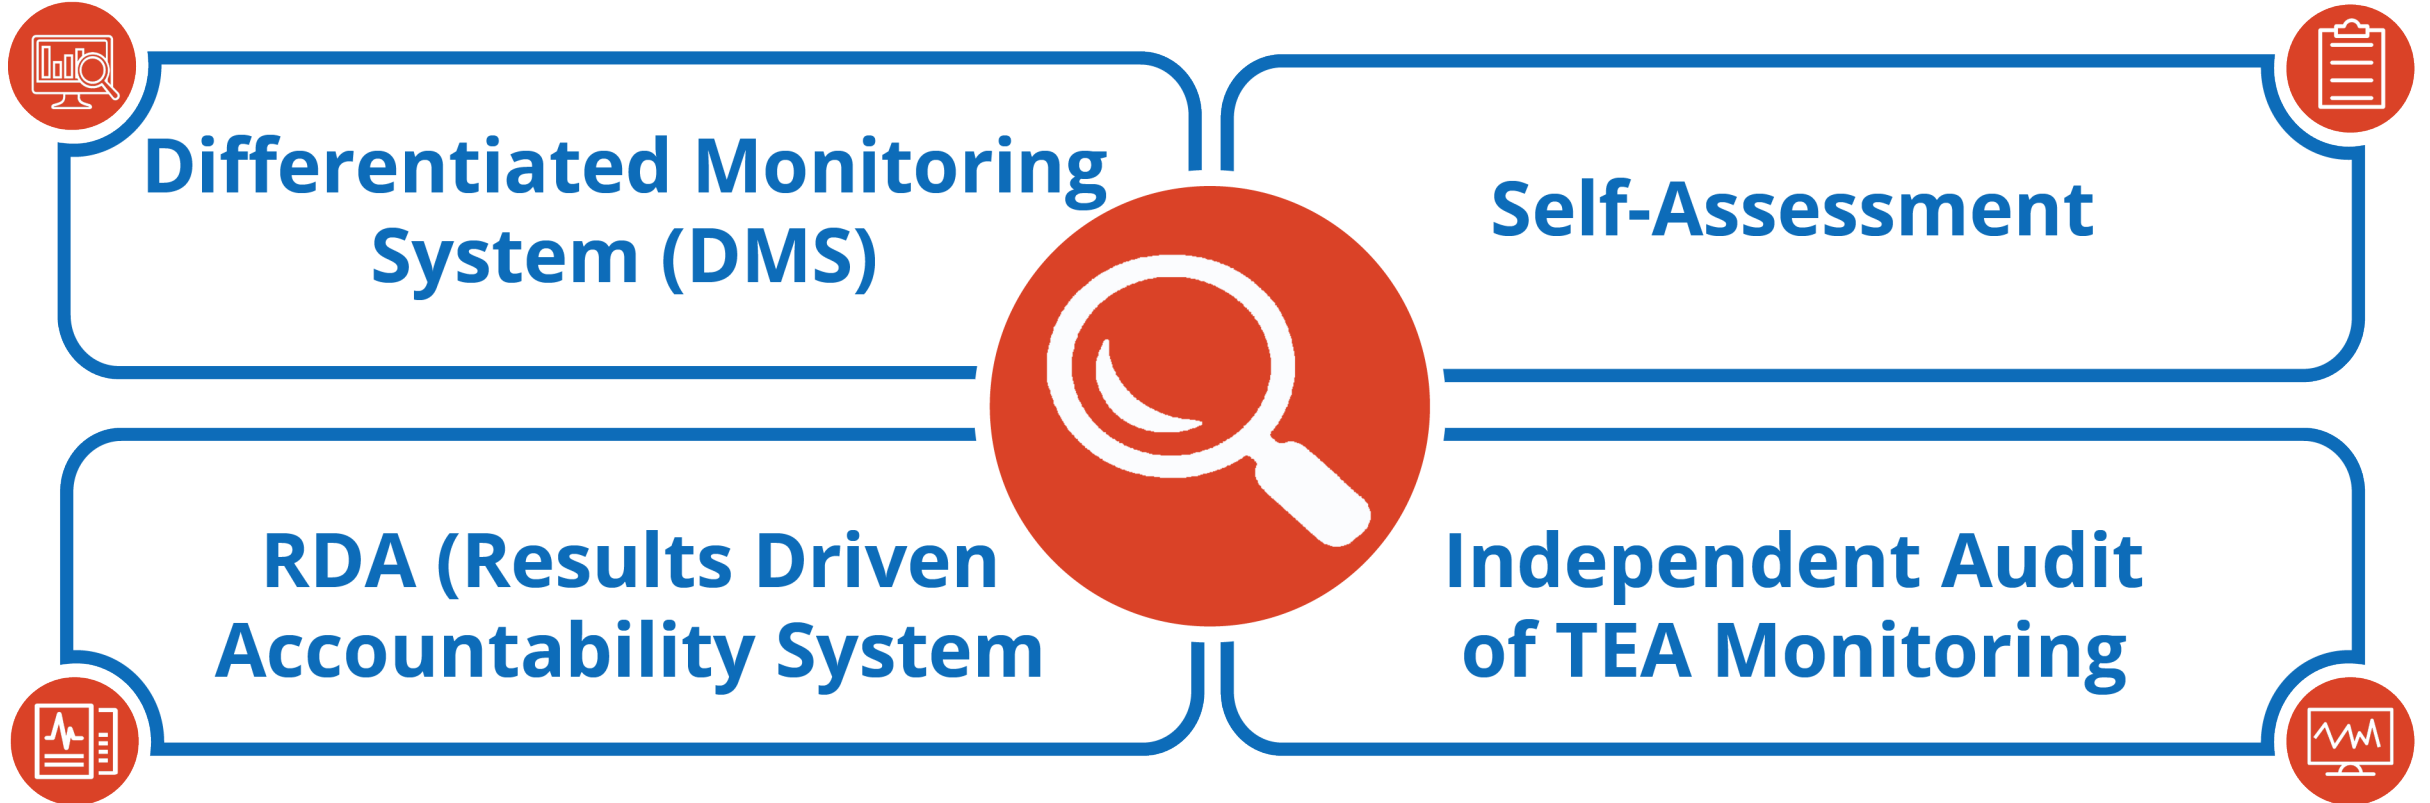 Differentiated Monitoring
System (DMS)
Self-Assessment
RDA (Results Driven
Accountability System
Independent Audit
of TEA Monitoring